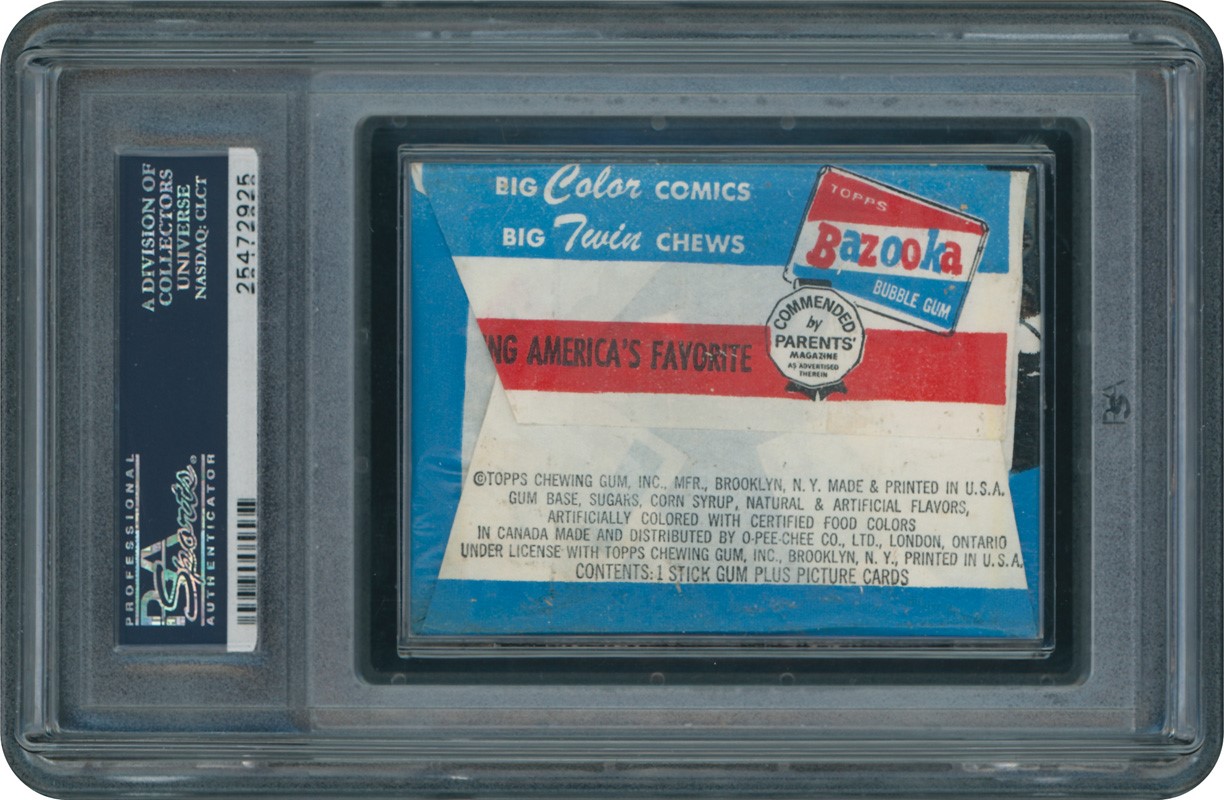 A DIVISION OF
COLLECTORS
UNIVERSE
NASDAQ: CLCT
25472925
PROFESSIONAL
PSA
Sports®
AUTHENTICATOR
BIG Color COMICS
BIG Twin CHEWS
TOPPS
Bazooka
BUBBLE GUM
COMMENDED
by
PARENTS'
MAGAZINE
AS ADVERTISED
THEREIN
NG AMERICA'S FAVORITE
©TOPPS CHEWING GUM, INC., MFR., BROOKLYN, N.Y. MADE & PRINTED IN U.S.A.
GUM BASE, SUGARS, CORN SYRUP, NATURAL & ARTIFICIAL FLAVORS,
ARTIFICIALLY COLORED WITH CERTIFIED FOOD COLORS
IN CANADA MADE AND DISTRIBUTED BY O-PEE-CHEE CO., LTD., LONDON, ONTARIO
UNDER LICENSE WITH TOPPS CHEWING GUM, INC., BROOKLYN, N. Y., PRINTED IN U.S.A.
CONTENTS: 1 STICK GUM PLUS PICTURE CARDS
PSA